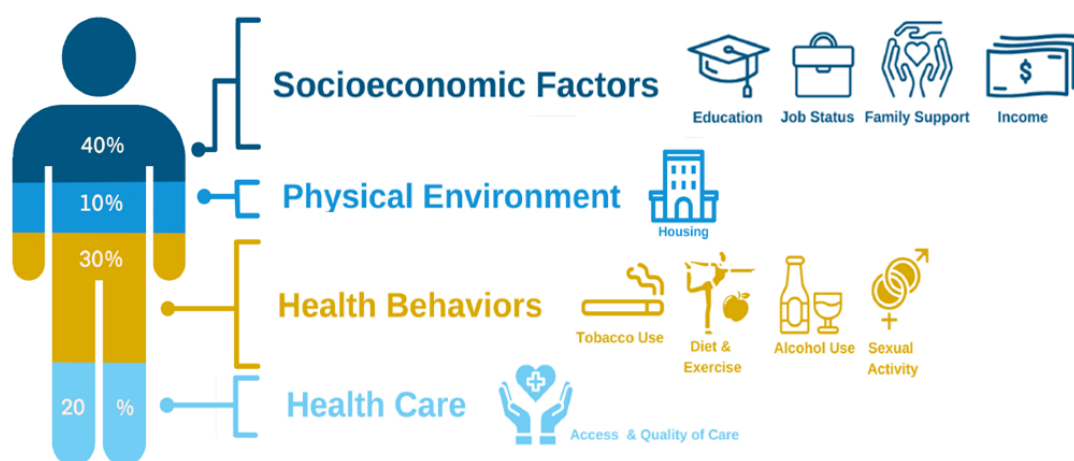 40%
Socioeconomic Factors
Education
Job Status
Family Support
Income
$
10%
Physical Environment
Housing
30%
Health Behaviors
Tobacco Use
Diet &
Exercise
Alcohol Use
Sexual
Activity
20 %
Health Care
Access & Quality of Care